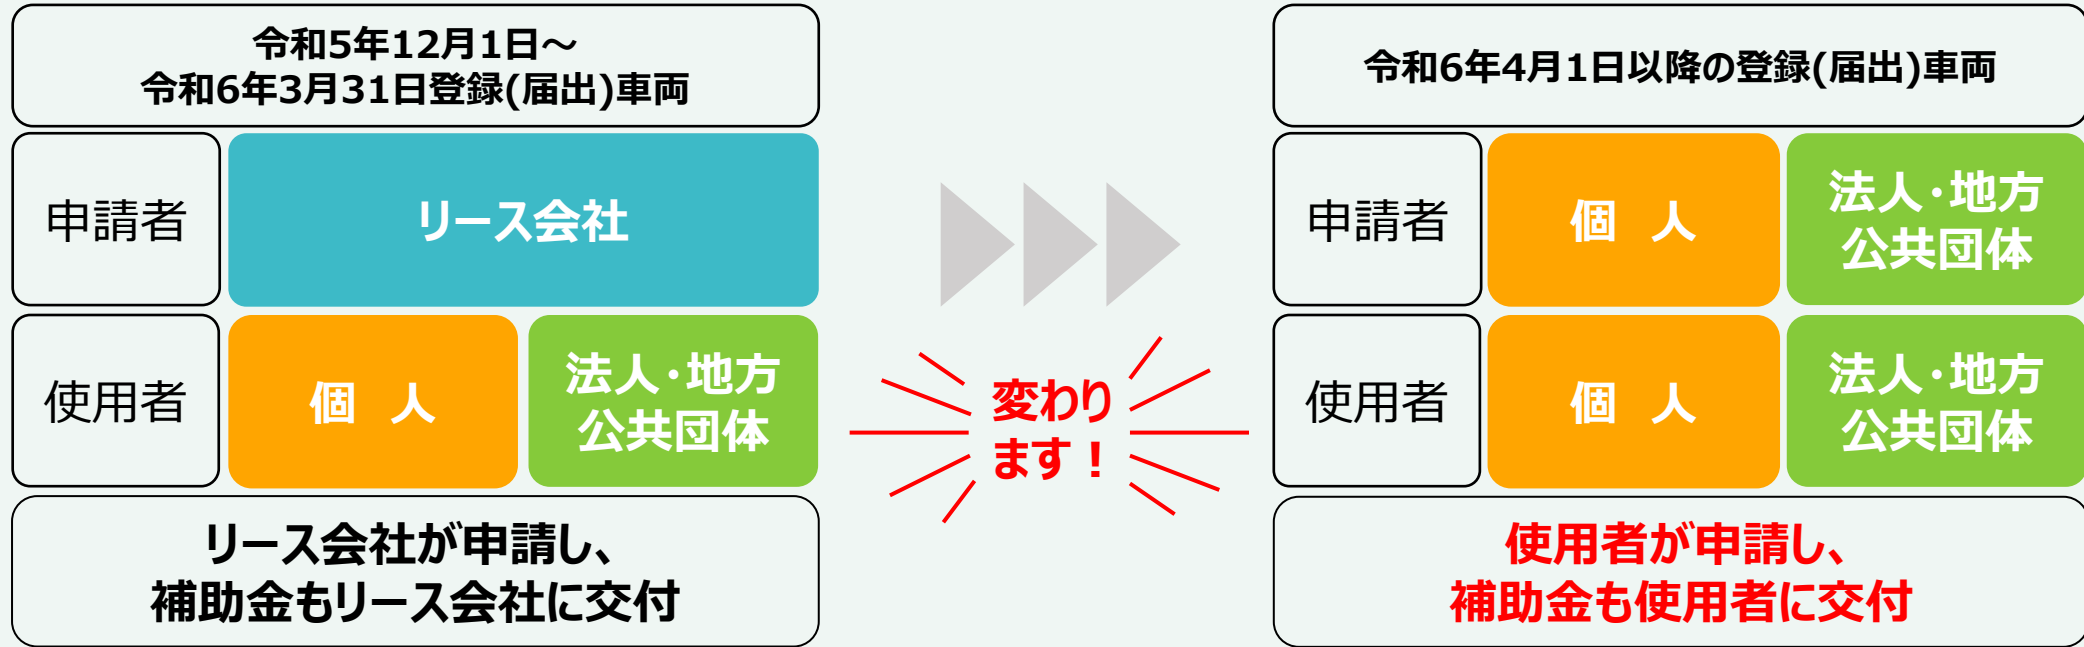 令和5年12月1日～
令和6年3月31日登録(届出)車両
申請者
リース会社
使用者
個　人
法人・地方
公共団体
リース会社が申請し、
補助金もリース会社に交付
変わり
ます！
令和6年4月1日以降の登録(届出)車両
申請者
個　人
法人・地方
公共団体
使用者
個　人
法人・地方
公共団体
使用者が申請し、
補助金も使用者に交付